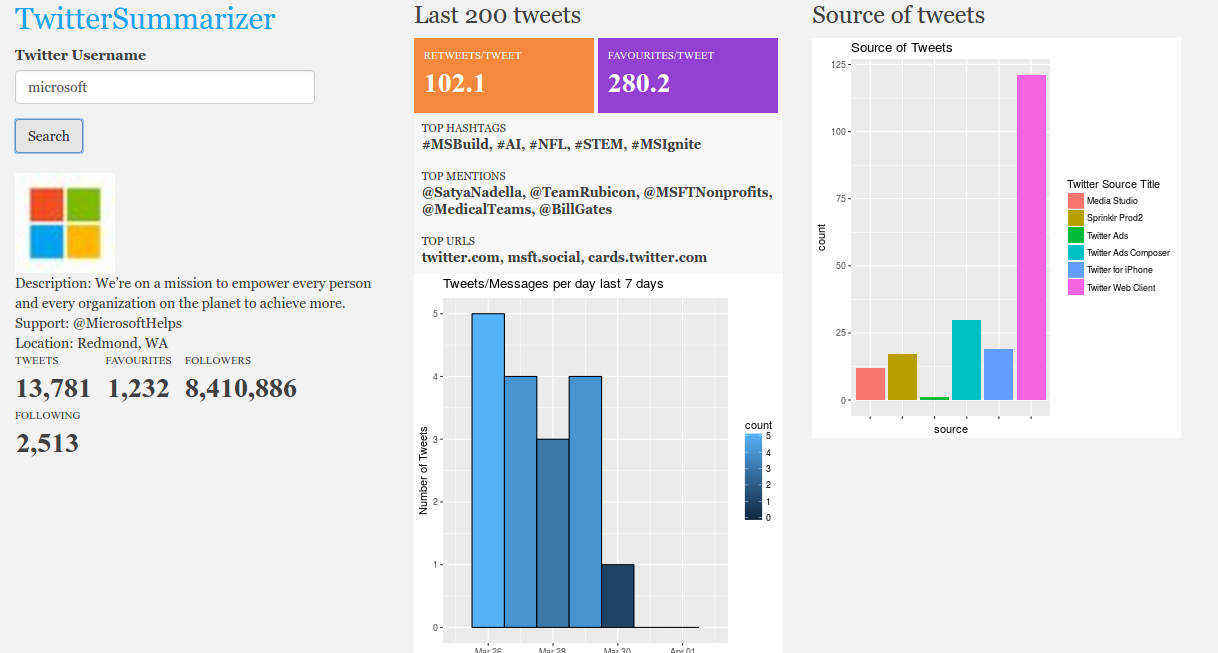 TwitterSummarizer
Twitter Username
microsoft
Search
Description: We're on a mission to empower every person
and every organization on the planet to achieve more.
Support: @MicrosoftHelps
Location: Redmond, WA
TWEETS FAVOURITES FOLLOWERS
13,781 1,232 8,410,886
FOLLOWING
2,513
Last 200 tweets
RETWEETS/TWEET
102.1
FAVOURITES/TWEET
280.2
TOP HASHTAGS
#MSBuild, #AI, #NFL, #STEM, #MSIgnite
TOP MENTIONS
@SatyaNadella, @TeamRubicon, @MSFTNonprofits,
@MedicalTeams, @BillGates
TOP URLS
twitter.com, msft.social, cards.twitter.com
Tweets/Messages per day last 7 days
Number of Tweets
5
4
3
2
1
0
Mar 26 Mar 28 Mar 30 Apr 01
count
5
4
3
2
1
0
Source of tweets
Source of Tweets
count
125
100
75
50
25
0
source
Twitter Source Title
Media Studio
Sprinklr Prod2
Twitter Ads
Twitter Ads Composer
Twitter for iPhone
Twitter Web Client